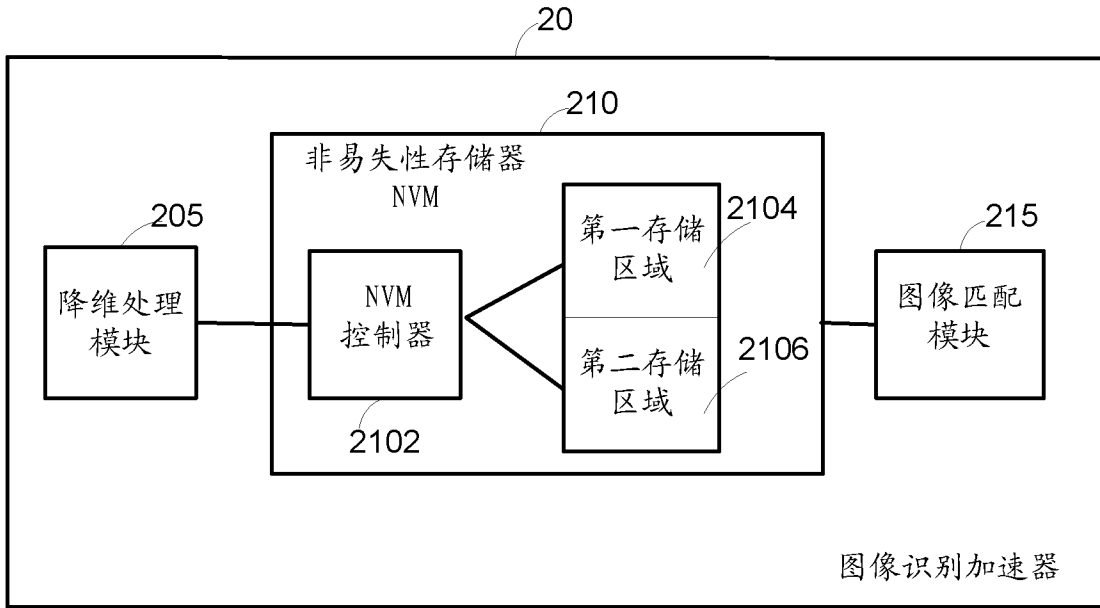 20
210
非易失性存储器
NVM
205
降维处理
模块
NVM
控制器
2102
第一存储
区域
2104
第二存储
区域
2106
215
图像匹配
模块
图像识别加速器